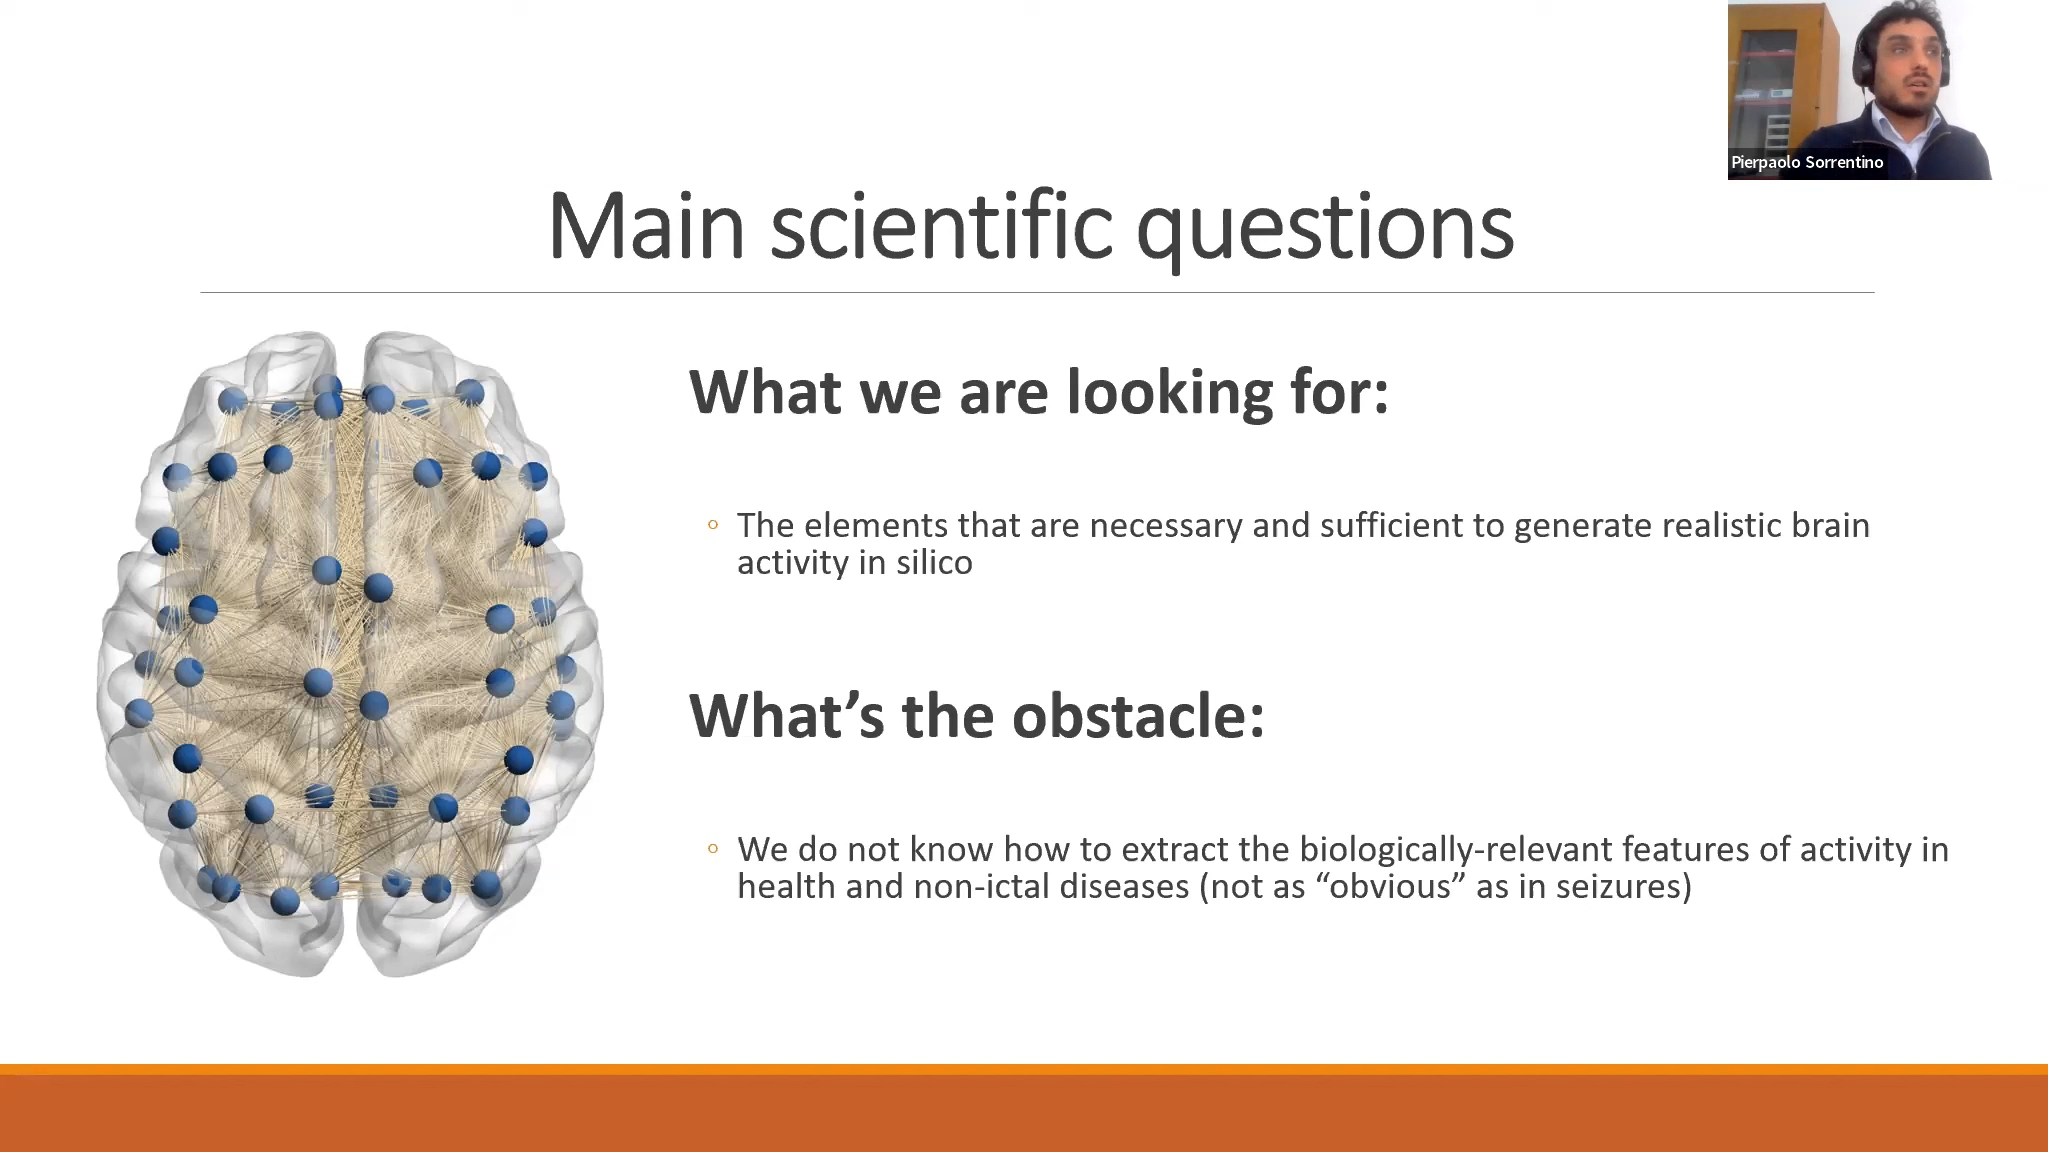 Pierpaolo Sorrentino
Main scientific questions
What we are looking for:
◦ The elements that are necessary and sufficient to generate realistic brain
activity in silico
What’s the obstacle:
◦ We do not know how to extract the biologically-relevant features of activity in
health and non-ictal diseases (not as “obvious” as in seizures)